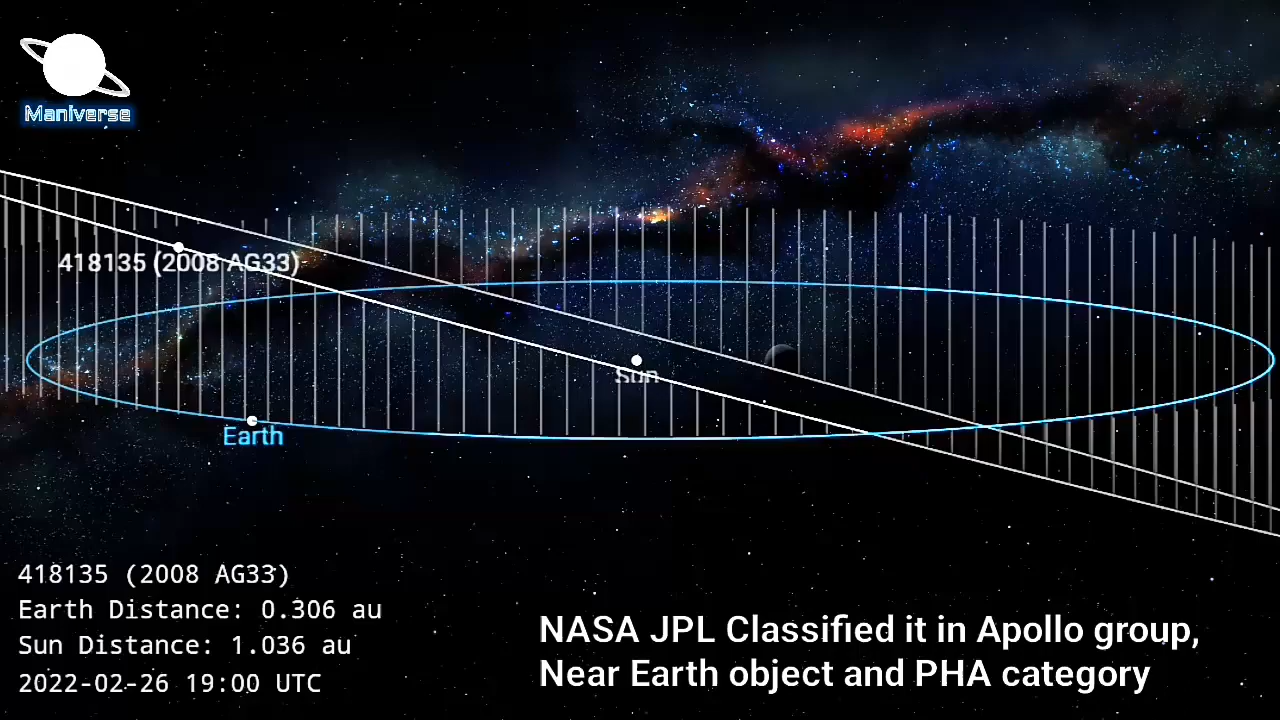 Maniverse
418135 (2008 AG33)
Sun
Earth
418135 (2008 AG33)
Earth Distance: 0.306 au
Sun Distance: 1.036 au
2022-02-26 19:00 UTC
NASA JPL Classified it in Apollo group,
Near Earth object and PHA category